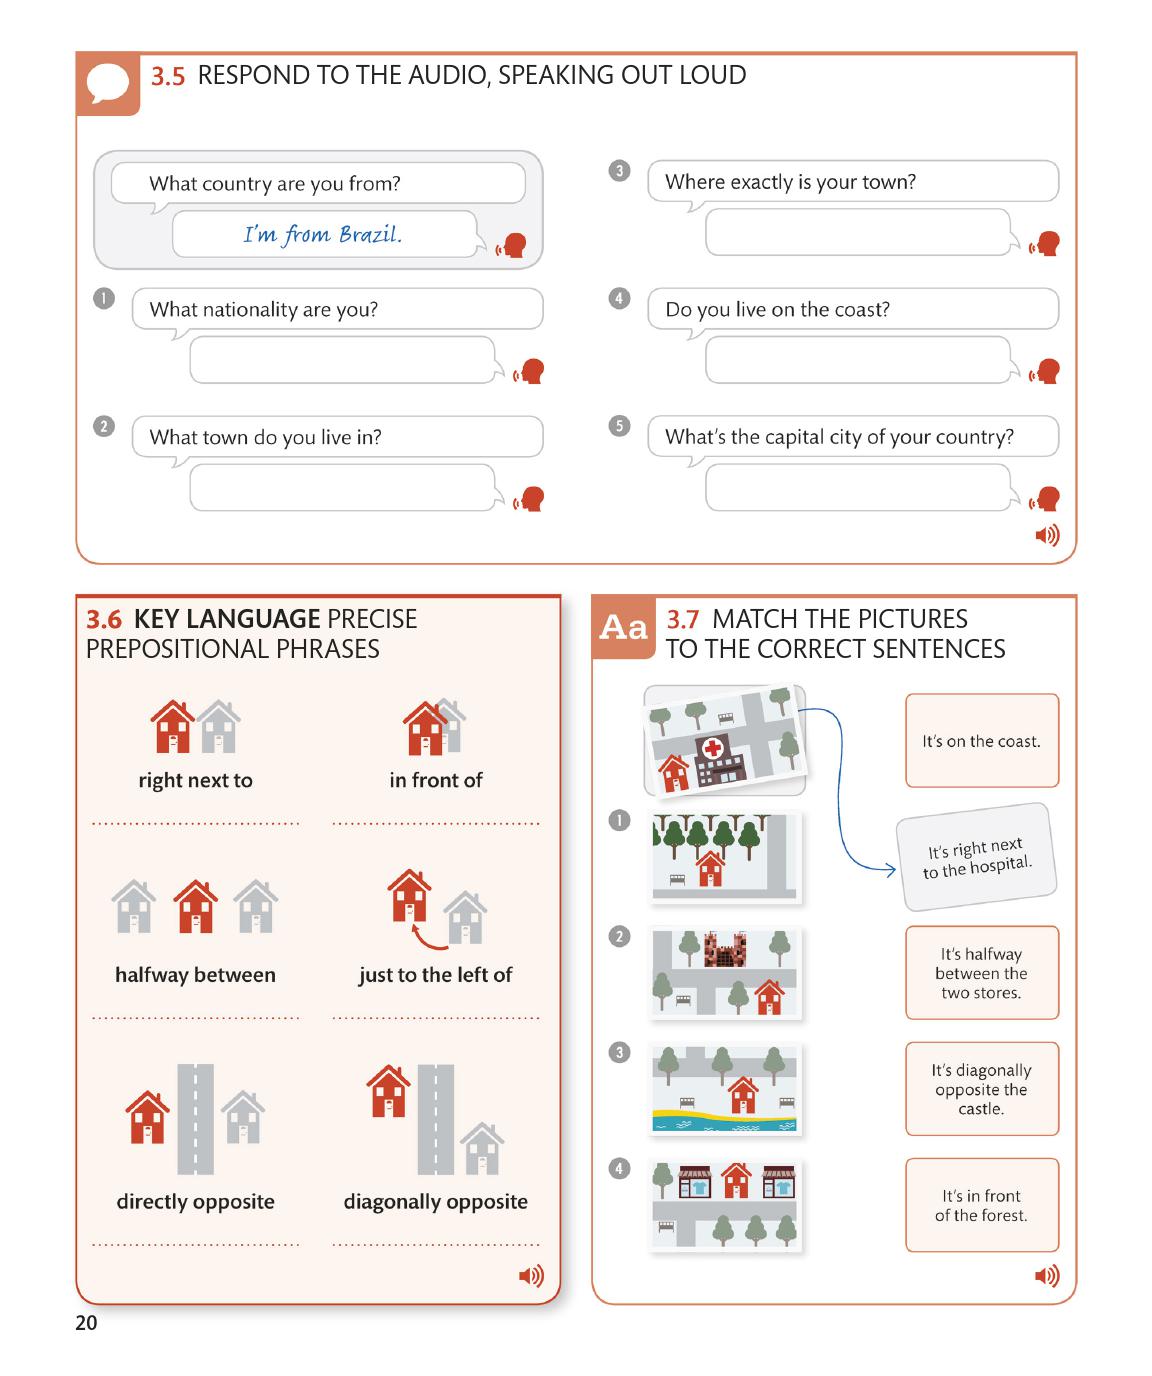 3.5 RESPOND TO THE AUDIO, SPEAKING OUT LOUD
What country are you from?
I'm from Brazil.
1 What nationality are you?
2 What town do you live in?
3 Where exactly is your town?
4 Do you live on the coast?
5 What's the capital city of your country?
3.6 KEY LANGUAGE PRECISE
PREPOSITIONAL PHRASES
right next to
in front of
halfway between
just to the left of
directly opposite
diagonally opposite
Aa 3.7 MATCH THE PICTURES
TO THE CORRECT SENTENCES
1
2
3
4
It's on the coast.
It's right next
to the hospital.
It's halfway
between the
two stores.
It's diagonally
opposite the
castle.
It's in front
of the forest.
20